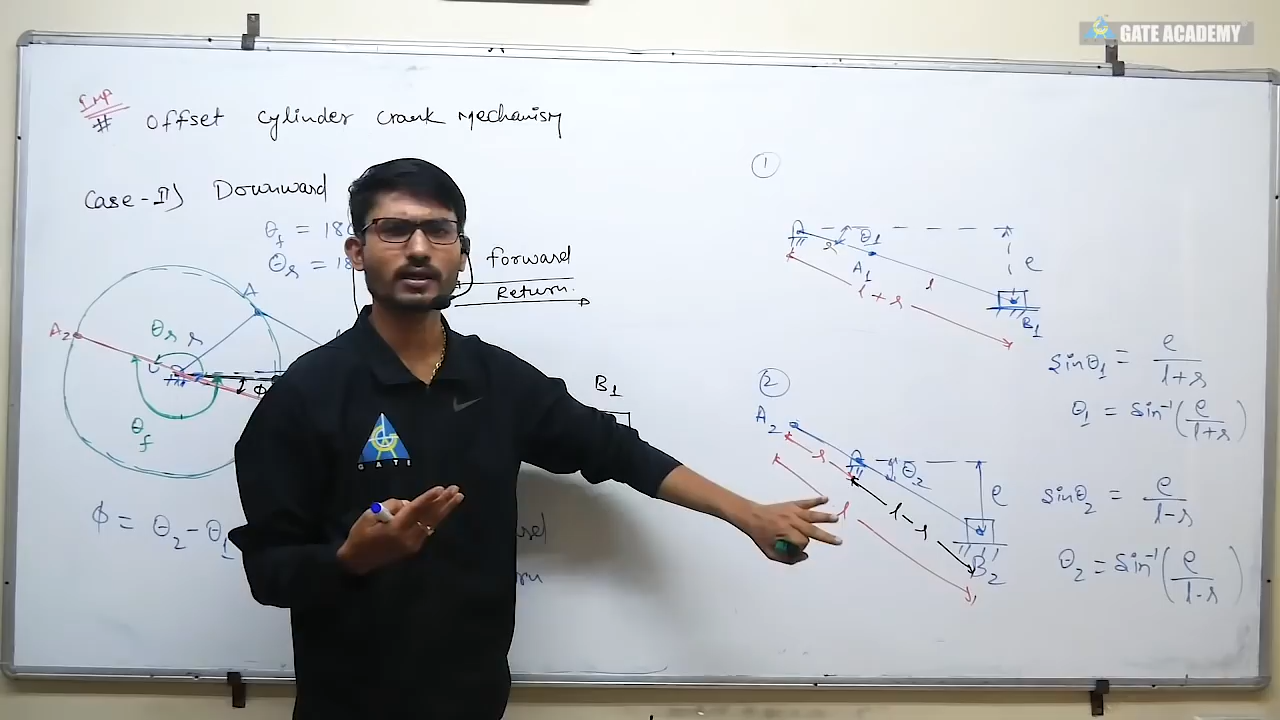 GATE ACADEMY
Imp
# Offset cylinder crank Mechanism
Case-II) Downward
θf = 18
θr = 18
Forward
Return
A
A2
θr r
φ
θf
B1
φ = θ2 - θ1
GATE
1
r θ1
A1 l e
l + r
B1
sinθ1 = e/(l+r)
θ1 = sin⁻¹(e/(l+r))
2
A2
r θ2 e
l l-r
B2
sinθ2 = e/(l-r)
θ2 = sin⁻¹(e/(l-r))